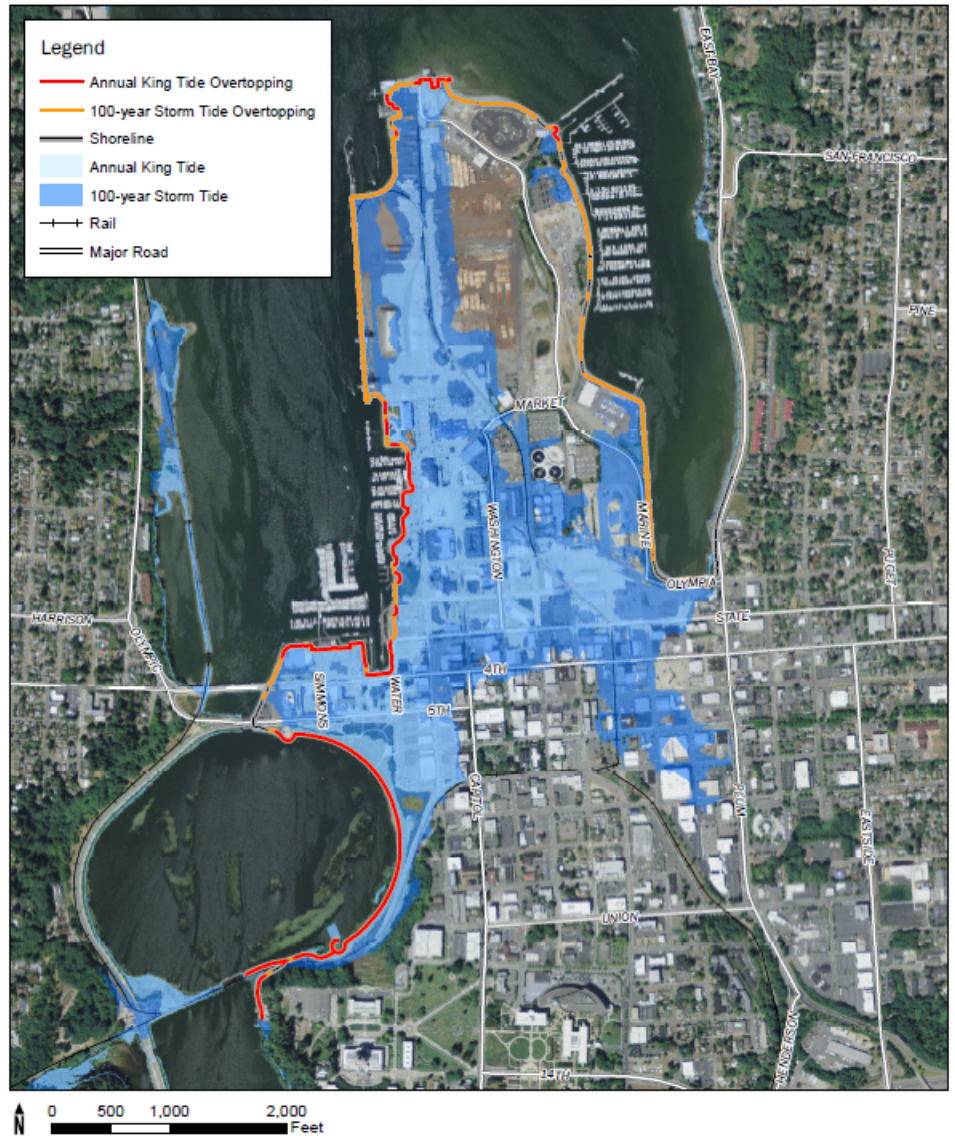 Legend
Annual King Tide Overtopping
100-year Storm Tide Overtopping
Shoreline
Annual King Tide
100-year Storm Tide
Rail
Major Road
EAST BAY
SAN FRANCISCO
PINE
MARKET
WASHINGTON
MARINE
OLYMPIA
PUGET
HARRISON
OLYMPIC
STATE
4TH
SIMMONS
WATER
5TH
CAPITOL
PLUM
EASTSIDE
UNION
HENDERSON
14TH
N
0 500 1,000 2,000
Feet